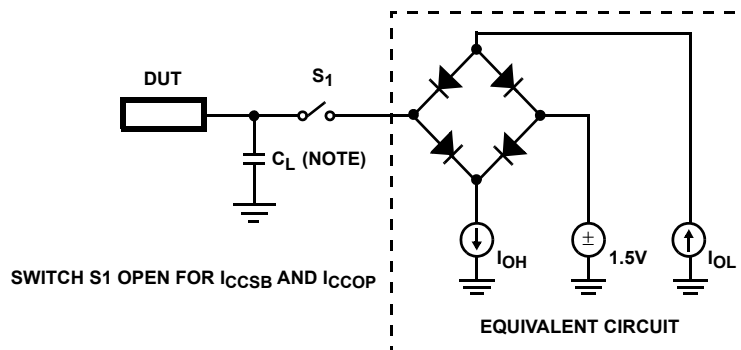 DUT
S1
CL (NOTE)
IOH
±
1.5V
IOL
SWITCH S1 OPEN FOR ICCSB AND ICCOP
EQUIVALENT CIRCUIT